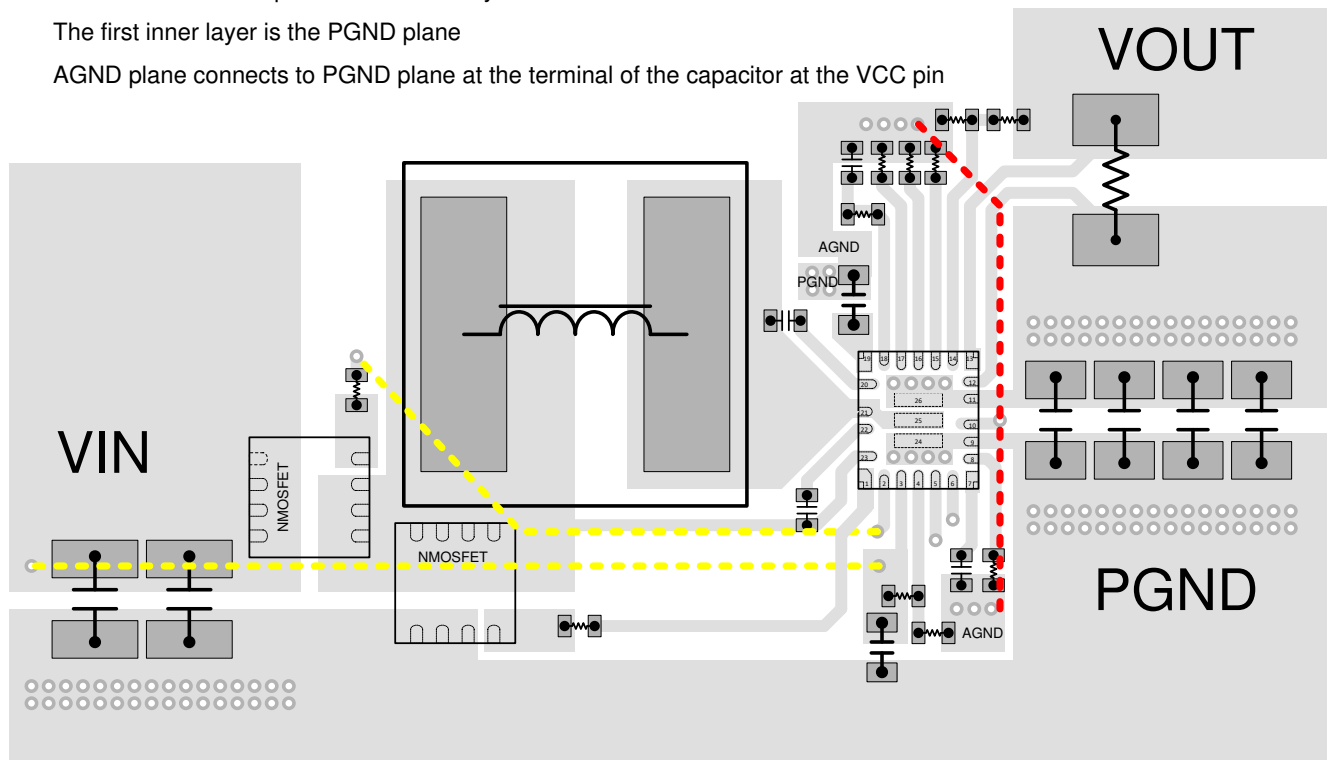 The first inner layer is the PGND plane
AGND plane connects to PGND plane at the terminal of the capacitor at the VCC pin
VOUT
AGND
PGND
19 18 17 16 15 14 13
20 12
26 11
21
25 10
22
24 9
23 8
1 2 3 4 5 6 7
VIN
NMOSFET
NMOSFET
PGND
AGND